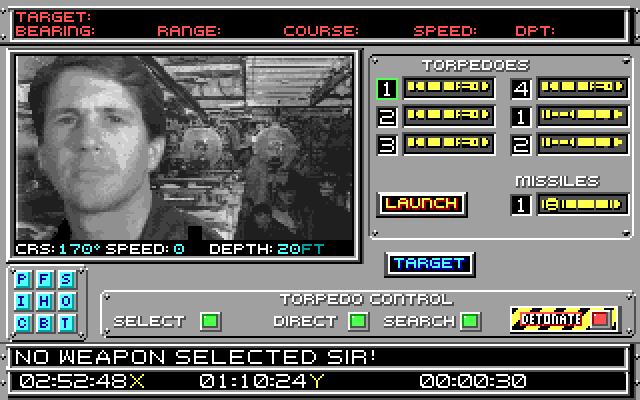 TARGET:
BEARING: RANGE: COURSE: SPEED: DPT:
TORPEDOES
1 4
2 1
3 2
MISSILES
LAUNCH 1
CRS: 170° SPEED: 0 DEPTH: 20FT
TARGET
P F S
I H O
C B T
TORPEDO CONTROL
SELECT DIRECT SEARCH DETONATE
NO WEAPON SELECTED SIR!
02:52:48X 01:10:24Y 00:00:30